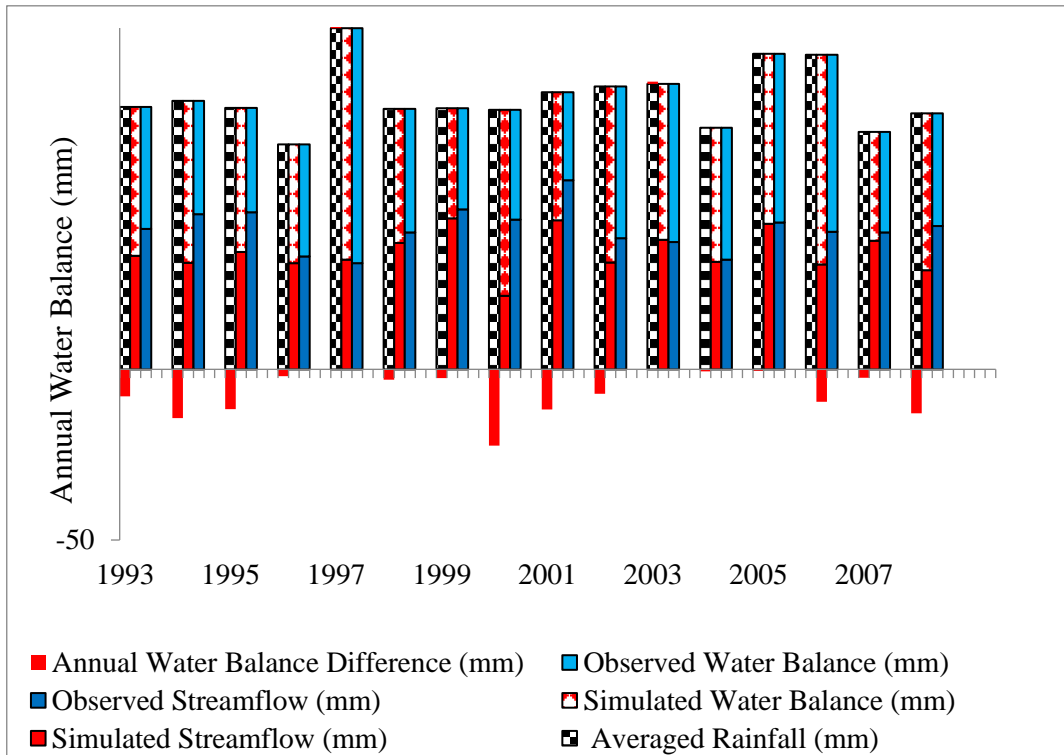 Annual Water Balance (mm)
-50
1993 1995 1997 1999 2001 2003 2005 2007
Annual Water Balance Difference (mm) Observed Water Balance (mm)
Observed Streamflow (mm) Simulated Water Balance (mm)
Simulated Streamflow (mm) Averaged Rainfall (mm)